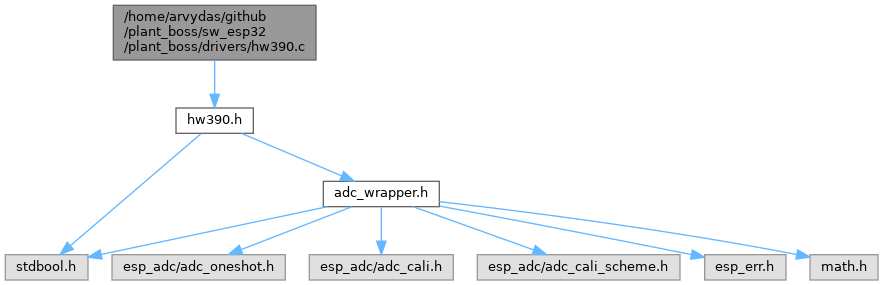 /home/arvydas/github
/plant_boss/sw_esp32
/plant_boss/drivers/hw390.c
hw390.h
adc_wrapper.h
stdbool.h
esp_adc/adc_oneshot.h
esp_adc/adc_cali.h
esp_adc/adc_cali_scheme.h
esp_err.h
math.h